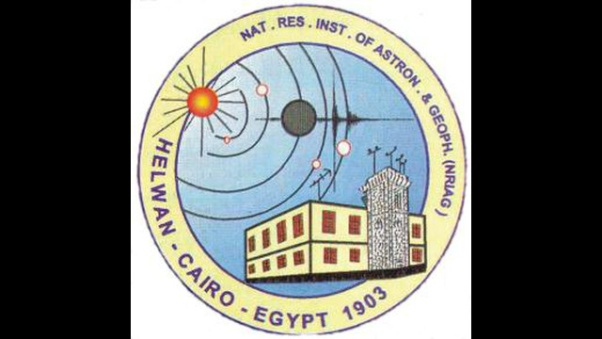 NAT . RES . INST . OF ASTRON . & GEOPH. (NRIAG )
HELWAN - CAIRO - EGYPT 1903